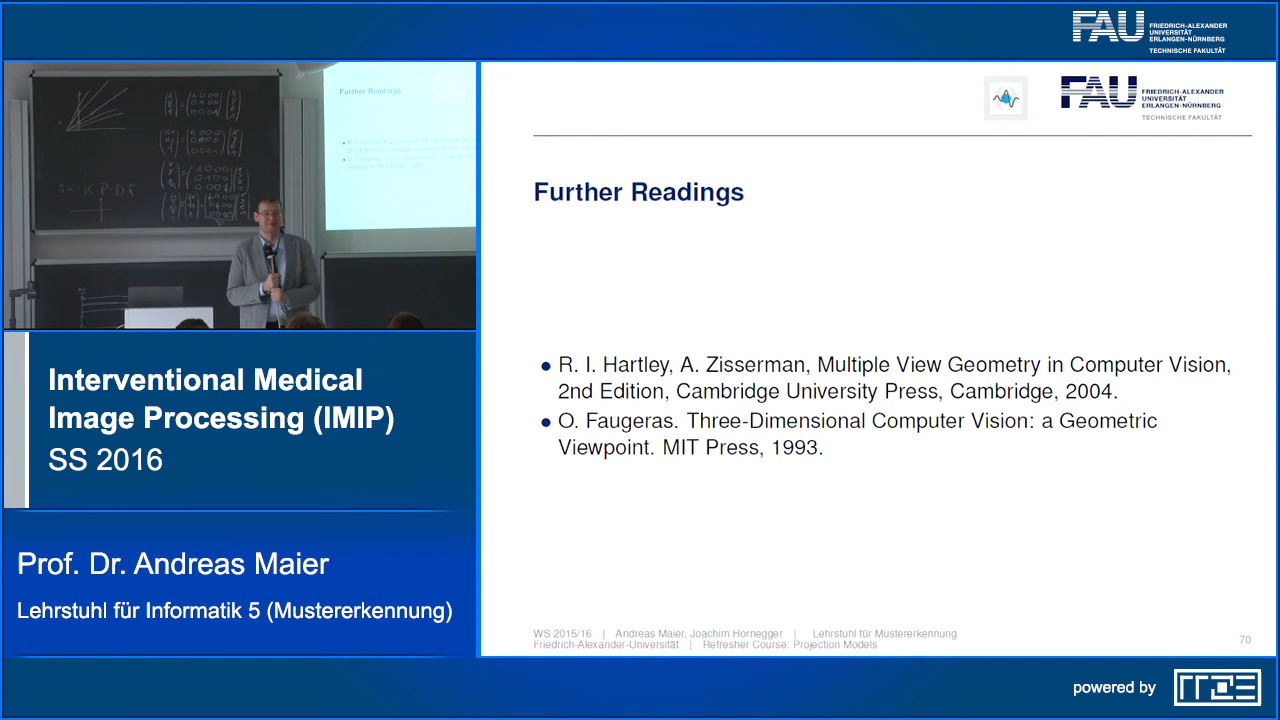 FAU
FRIEDRICH-ALEXANDER
UNIVERSITÄT
ERLANGEN-NÜRNBERG
TECHNISCHE FAKULTÄT
Further Readings
FAU
FRIEDRICH-ALEXANDER
UNIVERSITÄT
ERLANGEN-NÜRNBERG
TECHNISCHE FAKULTÄT
Further Readings
● R. I. Hartley, A. Zisserman, Multiple View Geometry in Computer Vision,
2nd Edition, Cambridge University Press, Cambridge, 2004.
● O. Faugeras. Three-Dimensional Computer Vision: a Geometric
Viewpoint. MIT Press, 1993.
WS 2015/16 | Andreas Maier, Joachim Hornegger | Lehrstuhl für Mustererkennung
Friedrich-Alexander-Universität | Refresher Course: Projection Models
70
Interventional Medical
Image Processing (IMIP)
SS 2016
Prof. Dr. Andreas Maier
Lehrstuhl für Informatik 5 (Mustererkennung)
powered by